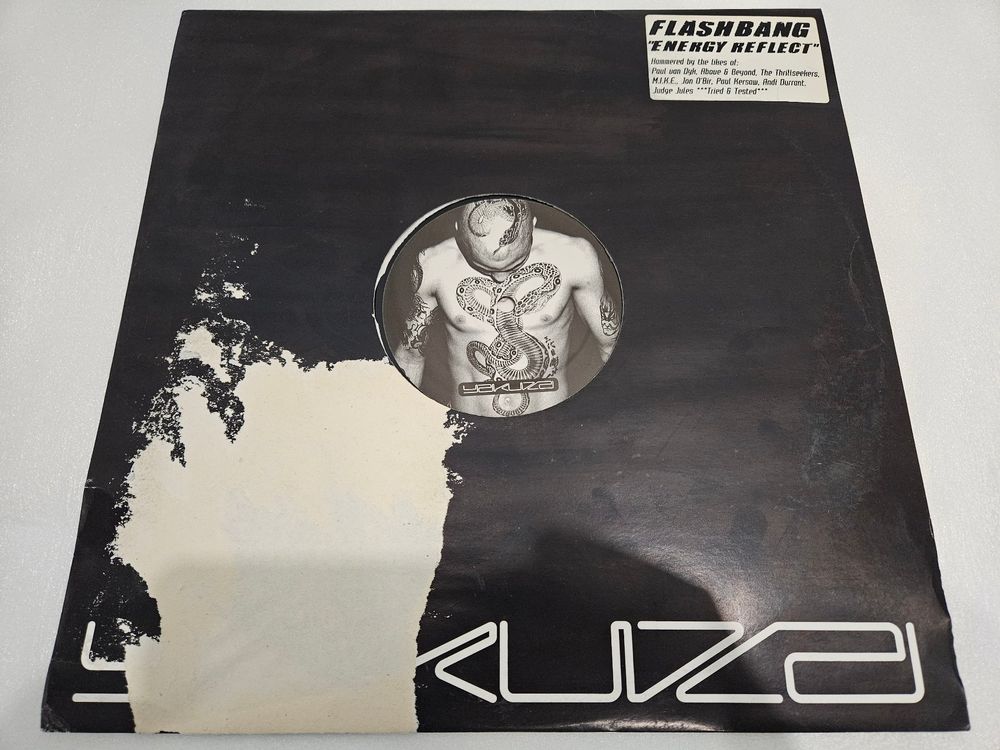 FLASHBANG
"ENERGY REFLECT"
Hammered by the likes of:
Paul van Dyk, Above & Beyond, The Thrillseekers,
M.I.K.E., Jon O'Bir, Paul Kersaw, Andi Durrant,
Judge Jules ***Tried & Tested***
yakuza
kuza